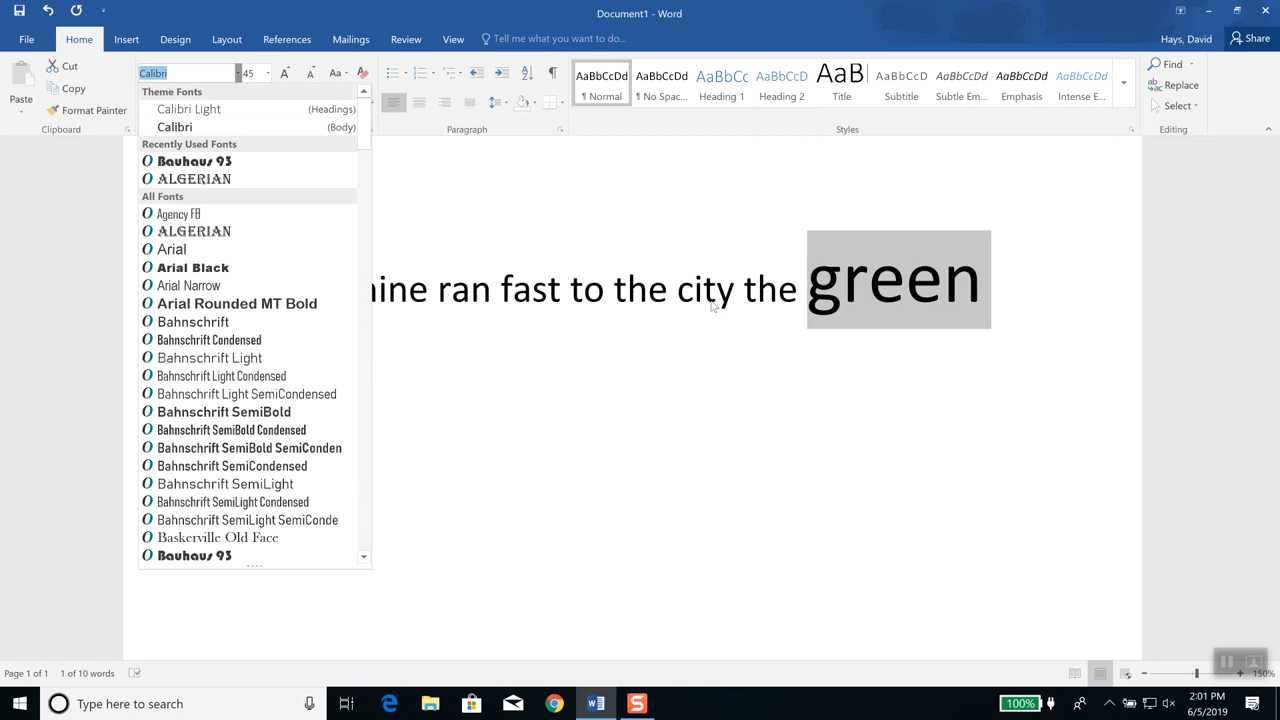 Document1 - Word
Hays, David
File Home Insert Design Layout References Mailings Review View Tell me what you want to do... Share
Paste
Cut
Copy
Format Painter
Clipboard
Calibri 45
Aa
Paragraph
AaBbCcDd AaBbCcDd AaBbCc AaBbCcD AaB AaBbCcD AaBbCcDd AaBbCcDd AaBbCcDd
¶ Normal ¶ No Spac... Heading 1 Heading 2 Title Subtitle Subtle Em... Emphasis Intense E...
Styles
Find
Replace
Select
Editing
Theme Fonts
Calibri Light (Headings)
Calibri (Body)
Recently Used Fonts
O Bauhaus 93
O ALGERIAN
All Fonts
O Agency FB
O ALGERIAN
O Arial
O Arial Black
O Arial Narrow
O Arial Rounded MT Bold
O Bahnschrift
O Bahnschrift Condensed
O Bahnschrift Light
O Bahnschrift Light Condensed
O Bahnschrift Light SemiCondensed
O Bahnschrift SemiBold
O Bahnschrift SemiBold Condensed
O Bahnschrift SemiBold SemiConden
O Bahnschrift SemiCondensed
O Bahnschrift SemiLight
O Bahnschrift SemiLight Condensed
O Bahnschrift SemiLight SemiConde
O Baskerville Old Face
O Bauhaus 93
hine ran fast to the city the green
Page 1 of 1 1 of 10 words
150%
Type here to search
100%
2:01 PM
6/5/2019